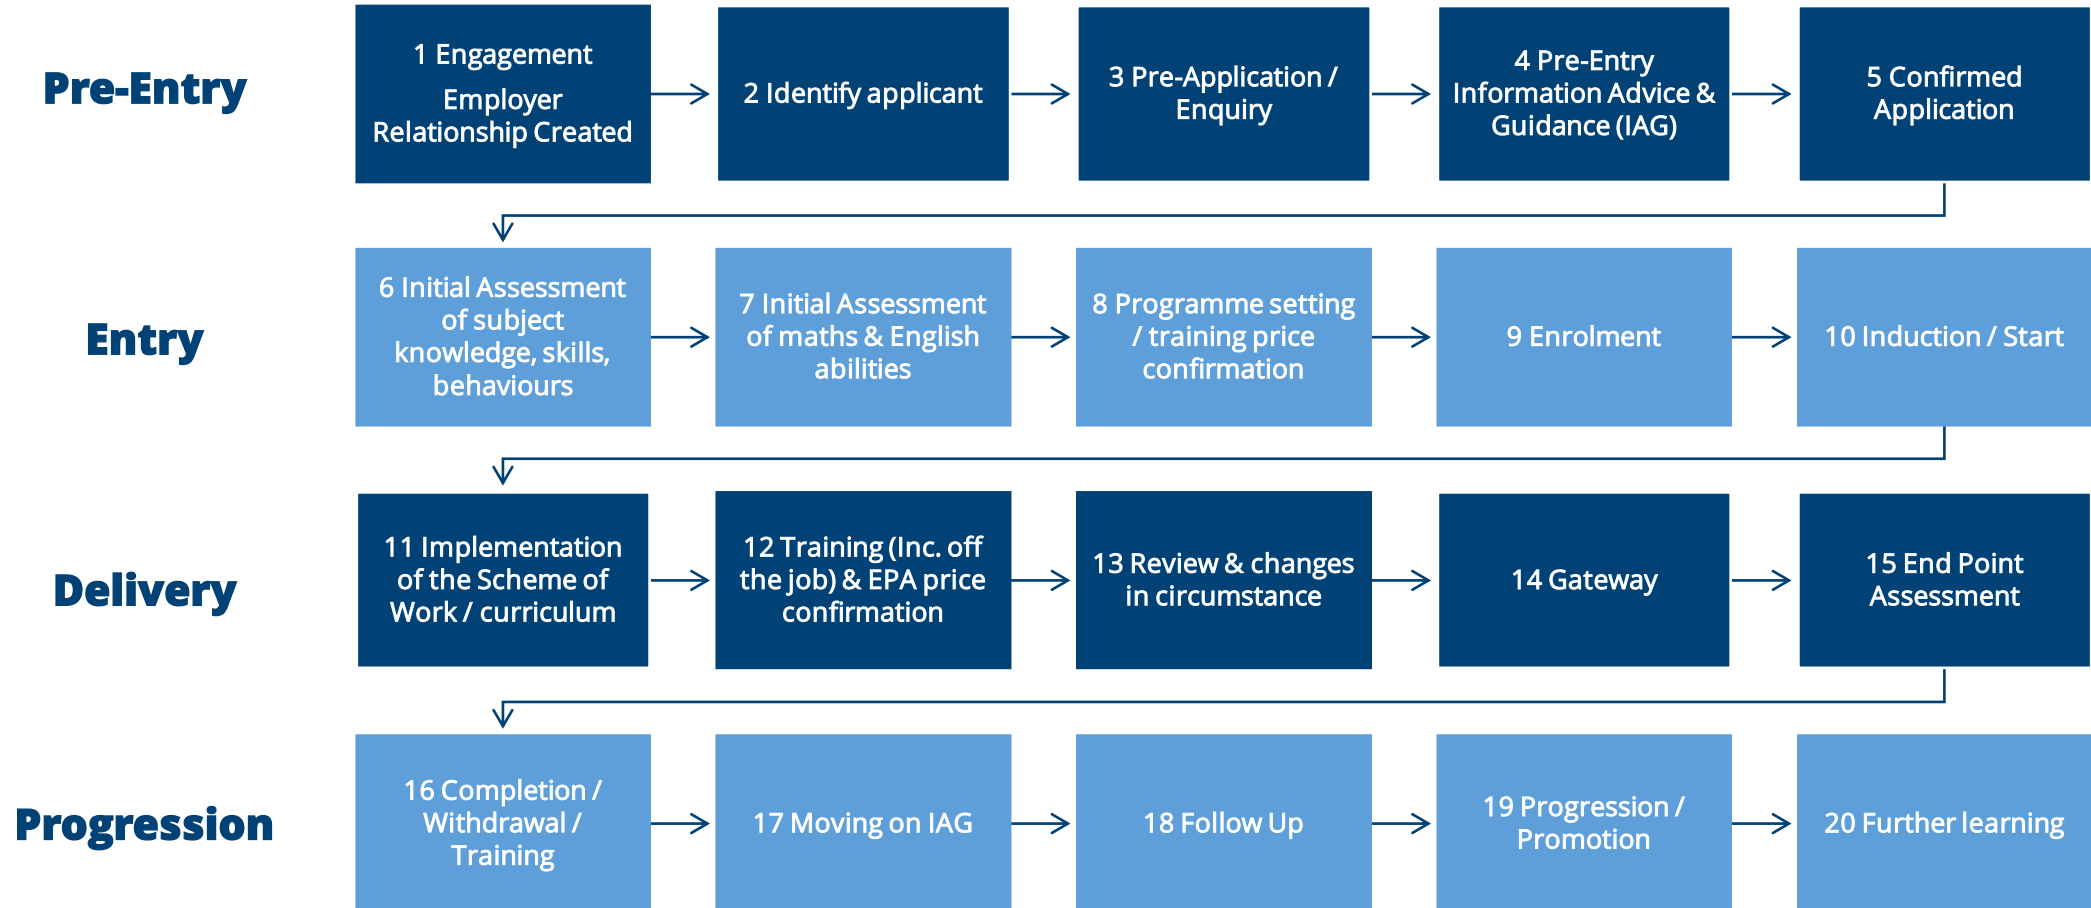 Pre-Entry
1 Engagement
Employer
Relationship Created
2 Identify applicant
3 Pre-Application /
Enquiry
4 Pre-Entry
Information Advice &
Guidance (IAG)
5 Confirmed
Application
Entry
6 Initial Assessment
of subject
knowledge, skills,
behaviours
7 Initial Assessment
of maths & English
abilities
8 Programme setting
/ training price
confirmation
9 Enrolment
10 Induction / Start
Delivery
11 Implementation
of the Scheme of
Work / curriculum
12 Training (Inc. off
the job) & EPA price
confirmation
13 Review & changes
in circumstance
14 Gateway
15 End Point
Assessment
Progression
16 Completion /
Withdrawal /
Training
17 Moving on IAG
18 Follow Up
19 Progression /
Promotion
20 Further learning